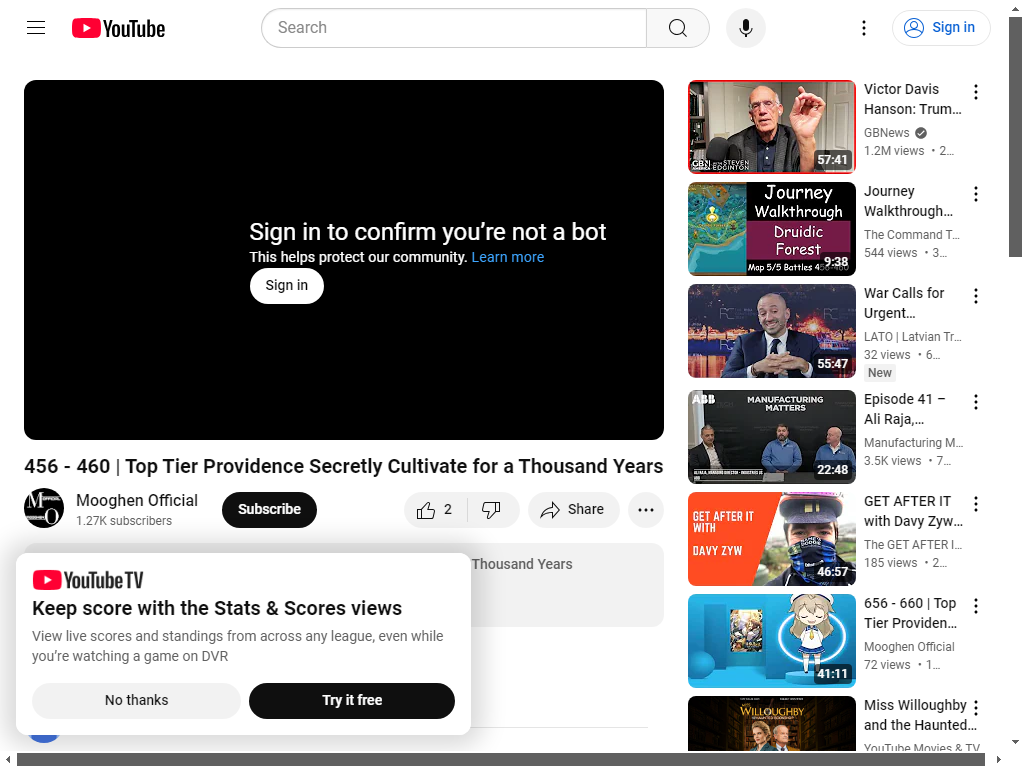 YouTube
Search
Sign in
Sign in to confirm you're not a bot
This helps protect our community. Learn more
Sign in
456 - 460 | Top Tier Providence Secretly Cultivate for a Thousand Years
Mooghen Official
1.27K subscribers
Subscribe
2
Share
Thousand Years
YouTube TV
Keep score with the Stats & Scores views
View live scores and standings from across any league, even while
you're watching a game on DVR
No thanks
Try it free
57:41
Victor Davis
Hanson: Trum…
GBNews
1.2M views • 2…
Journey
Walkthrough
Druidic
Forest
Map 5/5 Battles 456-460
9:38
Journey
Walkthrough…
The Command T…
544 views • 3…
55:47
War Calls for
Urgent…
LATO | Latvian Tr…
32 views • 6…
New
ABB
MANUFACTURING
MATTERS
22:48
Episode 41 –
Ali Raja,…
Manufacturing M…
3.5K views • 7…
GET AFTER IT
WITH
DAVY ZYW
46:57
GET AFTER IT
with Davy Zyw…
The GET AFTER I…
185 views • 2…
41:11
656 - 660 | Top
Tier Providen…
Mooghen Official
72 views • 1…
WILLOUGHBY
Miss Willoughby
and the Haunted…
YouTube Movies & TV